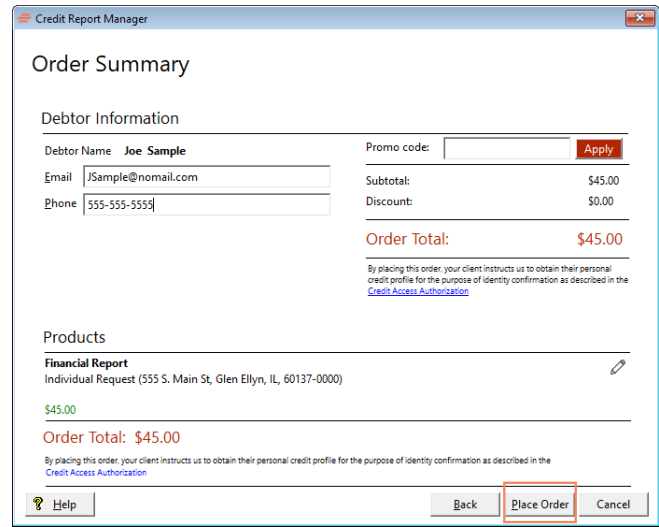 Credit Report Manager
Order Summary
Debtor Information
Debtor Name Joe Sample
Email JSample@nomail.com
Phone 555-555-5555
Promo code: Apply
Subtotal: $45.00
Discount: $0.00
Order Total: $45.00
By placing this order, your client instructs us to obtain their personal
credit profile for the purpose of identity confirmation as described in the
Credit Access Authorization
Products
Financial Report
Individual Request (555 S. Main St, Glen Ellyn, IL, 60137-0000)
$45.00
Order Total: $45.00
By placing this order, your client instructs us to obtain their personal credit profile for the purpose of identity confirmation as described in the
Credit Access Authorization
Help Back Place Order Cancel